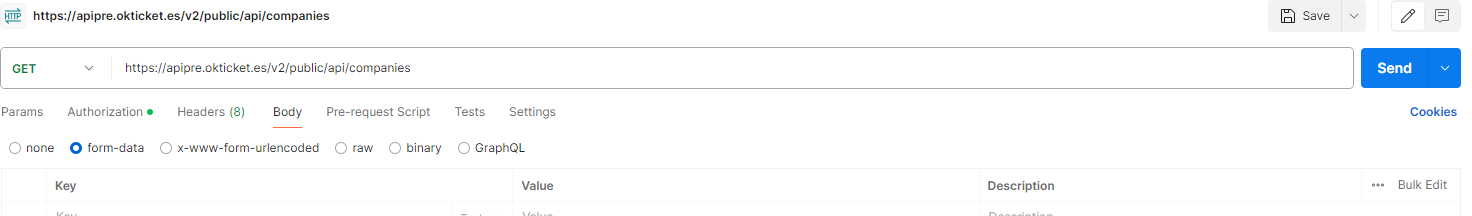 HTTP https://apipre.okticket.es/v2/public/api/companies Save
GET https://apipre.okticket.es/v2/public/api/companies Send
Params Authorization Headers (8) Body Pre-request Script Tests Settings Cookies
none form-data x-www-form-urlencoded raw binary GraphQL
Key Value Description Bulk Edit
Key Value Description